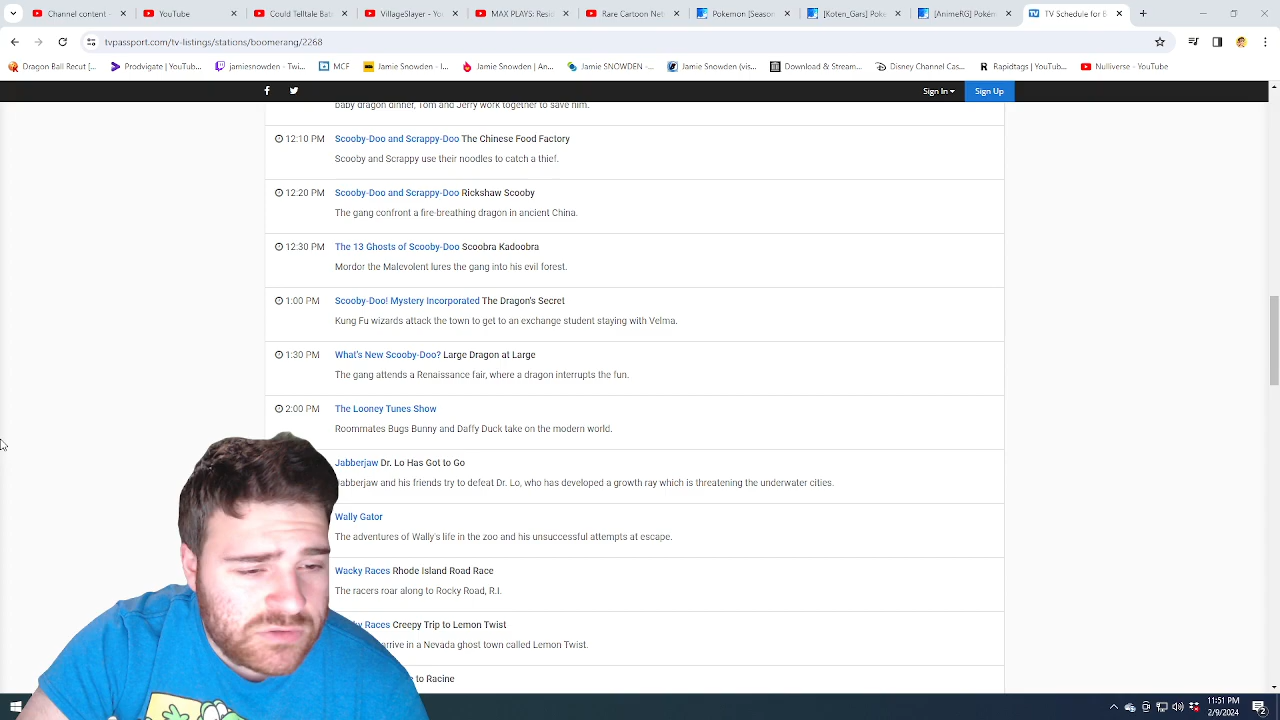 Channel content -
YouTube
Could Telltale Ba
VillageSlayer -
MAX PLAYS: Resid
Rare Cartoon Net
Pokemon [Season
[KotenGars] Poke
[AnimeGS] Pokém
TV Schedule for B
tvpassport.com/tv-listings/stations/boomerang/2268
Dragon Ball Recut [...
Prodvigate | YouTub...
jamiesnowden - Twi...
MCP
Jamie Snowden - I...
Jamie Snowden | An...
Jamie SNOWDEN -...
Jamie Snowden (vis...
Download & Stream...
Disney Channel Cas...
Rapidtags | YouTub...
Nulliverse - YouTube
Sign In
Sign Up
baby dragon dinner, Tom and Jerry work together to save him.
12:10 PM Scooby-Doo and Scrappy-Doo The Chinese Food Factory
Scooby and Scrappy use their noodles to catch a thief.
12:20 PM Scooby-Doo and Scrappy-Doo Rickshaw Scooby
The gang confront a fire-breathing dragon in ancient China.
12:30 PM The 13 Ghosts of Scooby-Doo Scoobra Kadoobra
Mordor the Malevolent lures the gang into his evil forest.
1:00 PM Scooby-Doo! Mystery Incorporated The Dragon's Secret
Kung Fu wizards attack the town to get to an exchange student staying with Velma.
1:30 PM What's New Scooby-Doo? Large Dragon at Large
The gang attends a Renaissance fair, where a dragon interrupts the fun.
2:00 PM The Looney Tunes Show
Roommates Bugs Bunny and Daffy Duck take on the modern world.
Jabberjaw Dr. Lo Has Got to Go
Jabberjaw and his friends try to defeat Dr. Lo, who has developed a growth ray which is threatening the underwater cities.
Wally Gator
The adventures of Wally's life in the zoo and his unsuccessful attempts at escape.
Wacky Races Rhode Island Road Race
The racers roar along to Rocky Road, R.I.
Races Creepy Trip to Lemon Twist
arrive in a Nevada ghost town called Lemon Twist.
to Racine
11:51 PM
2/9/2024